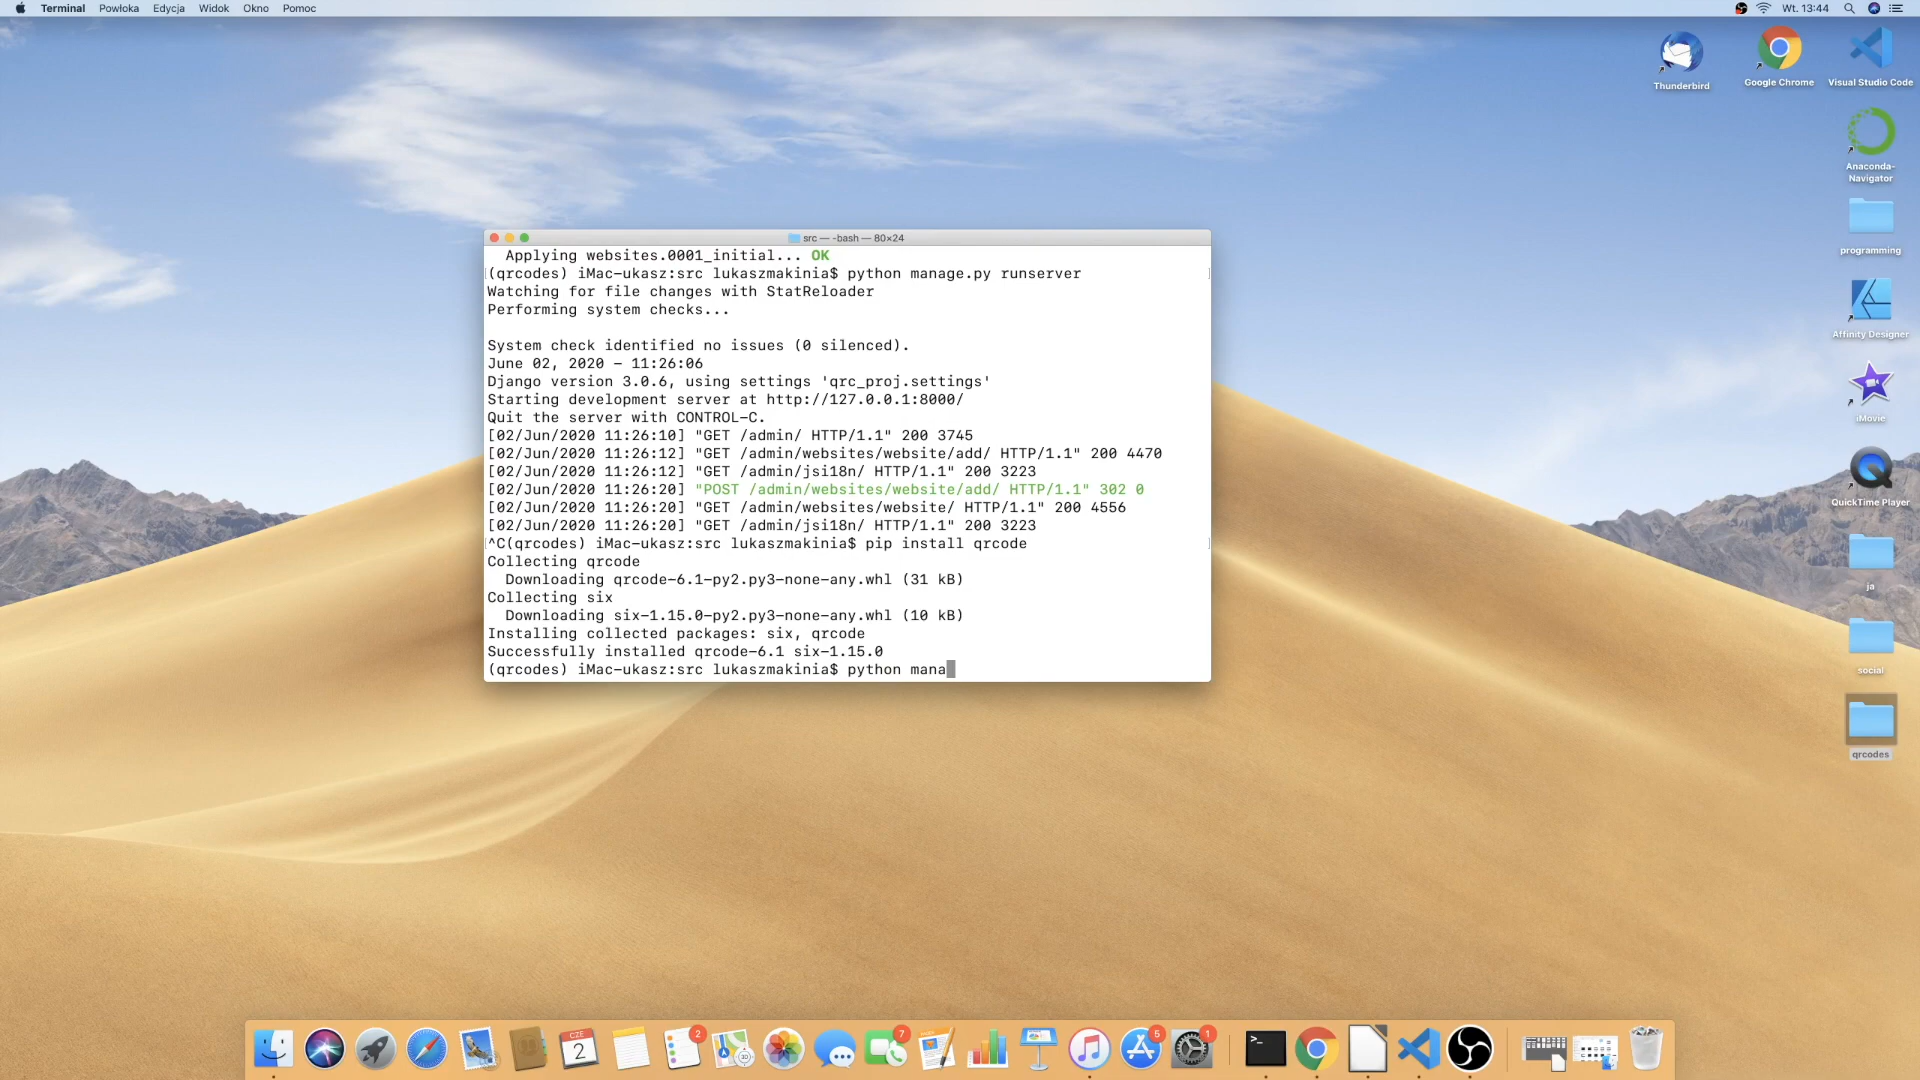 Terminal Powłoka Edycja Widok Okno Pomoc
Wt. 13:44
Thunderbird
Google Chrome
Visual Studio Code
Anaconda-
Navigator
programming
Affinity Designer
iMovie
QuickTime Player
ja
social
qrcodes
src — -bash — 80×24
Applying websites.0001_initial... OK
(qrcodes) iMac-ukasz:src lukaszmakinia$ python manage.py runserver
Watching for file changes with StatReloader
Performing system checks...
System check identified no issues (0 silenced).
June 02, 2020 - 11:26:06
Django version 3.0.6, using settings 'qrc_proj.settings'
Starting development server at http://127.0.0.1:8000/
Quit the server with CONTROL-C.
[02/Jun/2020 11:26:10] "GET /admin/ HTTP/1.1" 200 3745
[02/Jun/2020 11:26:12] "GET /admin/websites/website/add/ HTTP/1.1" 200 4470
[02/Jun/2020 11:26:12] "GET /admin/jsi18n/ HTTP/1.1" 200 3223
[02/Jun/2020 11:26:20] "POST /admin/websites/website/add/ HTTP/1.1" 302 0
[02/Jun/2020 11:26:20] "GET /admin/websites/website/ HTTP/1.1" 200 4556
[02/Jun/2020 11:26:20] "GET /admin/jsi18n/ HTTP/1.1" 200 3223
^C(qrcodes) iMac-ukasz:src lukaszmakinia$ pip install qrcode
Collecting qrcode
Downloading qrcode-6.1-py2.py3-none-any.whl (31 kB)
Collecting six
Downloading six-1.15.0-py2.py3-none-any.whl (10 kB)
Installing collected packages: six, qrcode
Successfully installed qrcode-6.1 six-1.15.0
(qrcodes) iMac-ukasz:src lukaszmakinia$ python mana
CZE
2
2
7
5
1